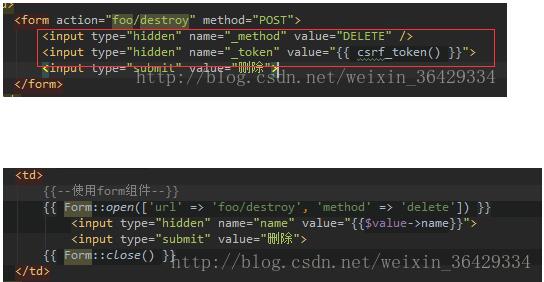 <form action="foo/destroy" method="POST">
<input type="hidden" name="_method" value="DELETE" />
<input type="hidden" name="_token" value="{{ csrf_token() }}">
<input type="submit" value="删除">
http://blog.csdn.net/weixin_36429334
</form>
<td>
{{--使用form组件--}}
{{ Form::open(['url' => 'foo/destroy', 'method' => 'delete']) }}
<input type="hidden" name="name" value="{{$value->name}}">
<input type="submit" value="删除">
{{ Form::close() }}
http://blog.csdn.net/weixin_36429334
</td>